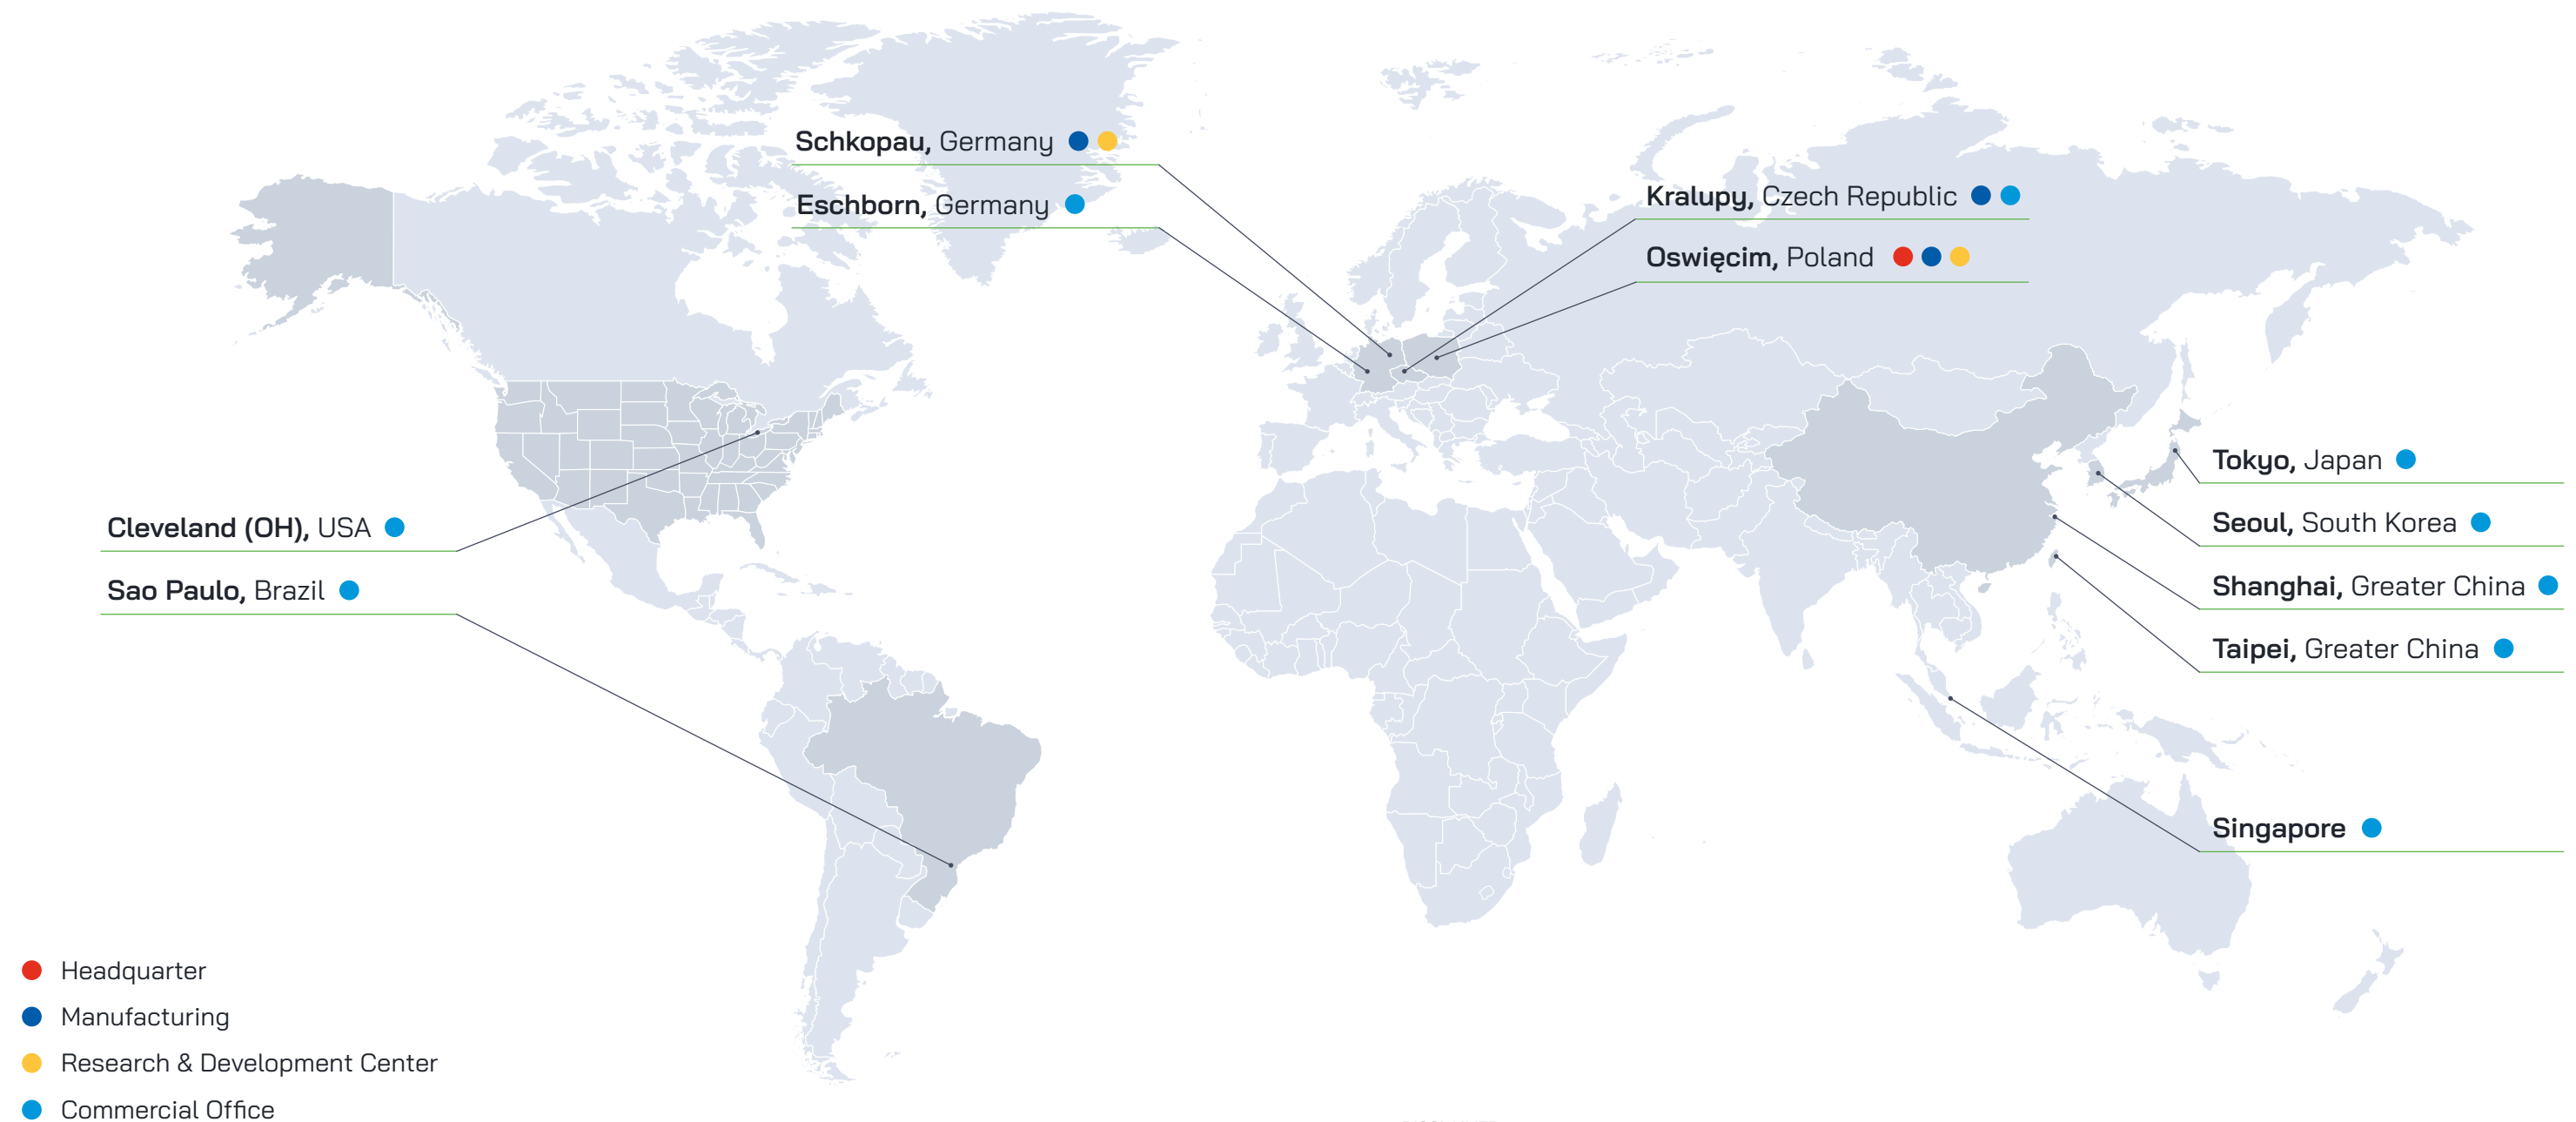 Schkopau, Germany
Eschborn, Germany
Kralupy, Czech Republic
Oswięcim, Poland
Cleveland (OH), USA
Sao Paulo, Brazil
Tokyo, Japan
Seoul, South Korea
Shanghai, Greater China
Taipei, Greater China
Singapore
Headquarter
Manufacturing
Research & Development Center
Commercial Office